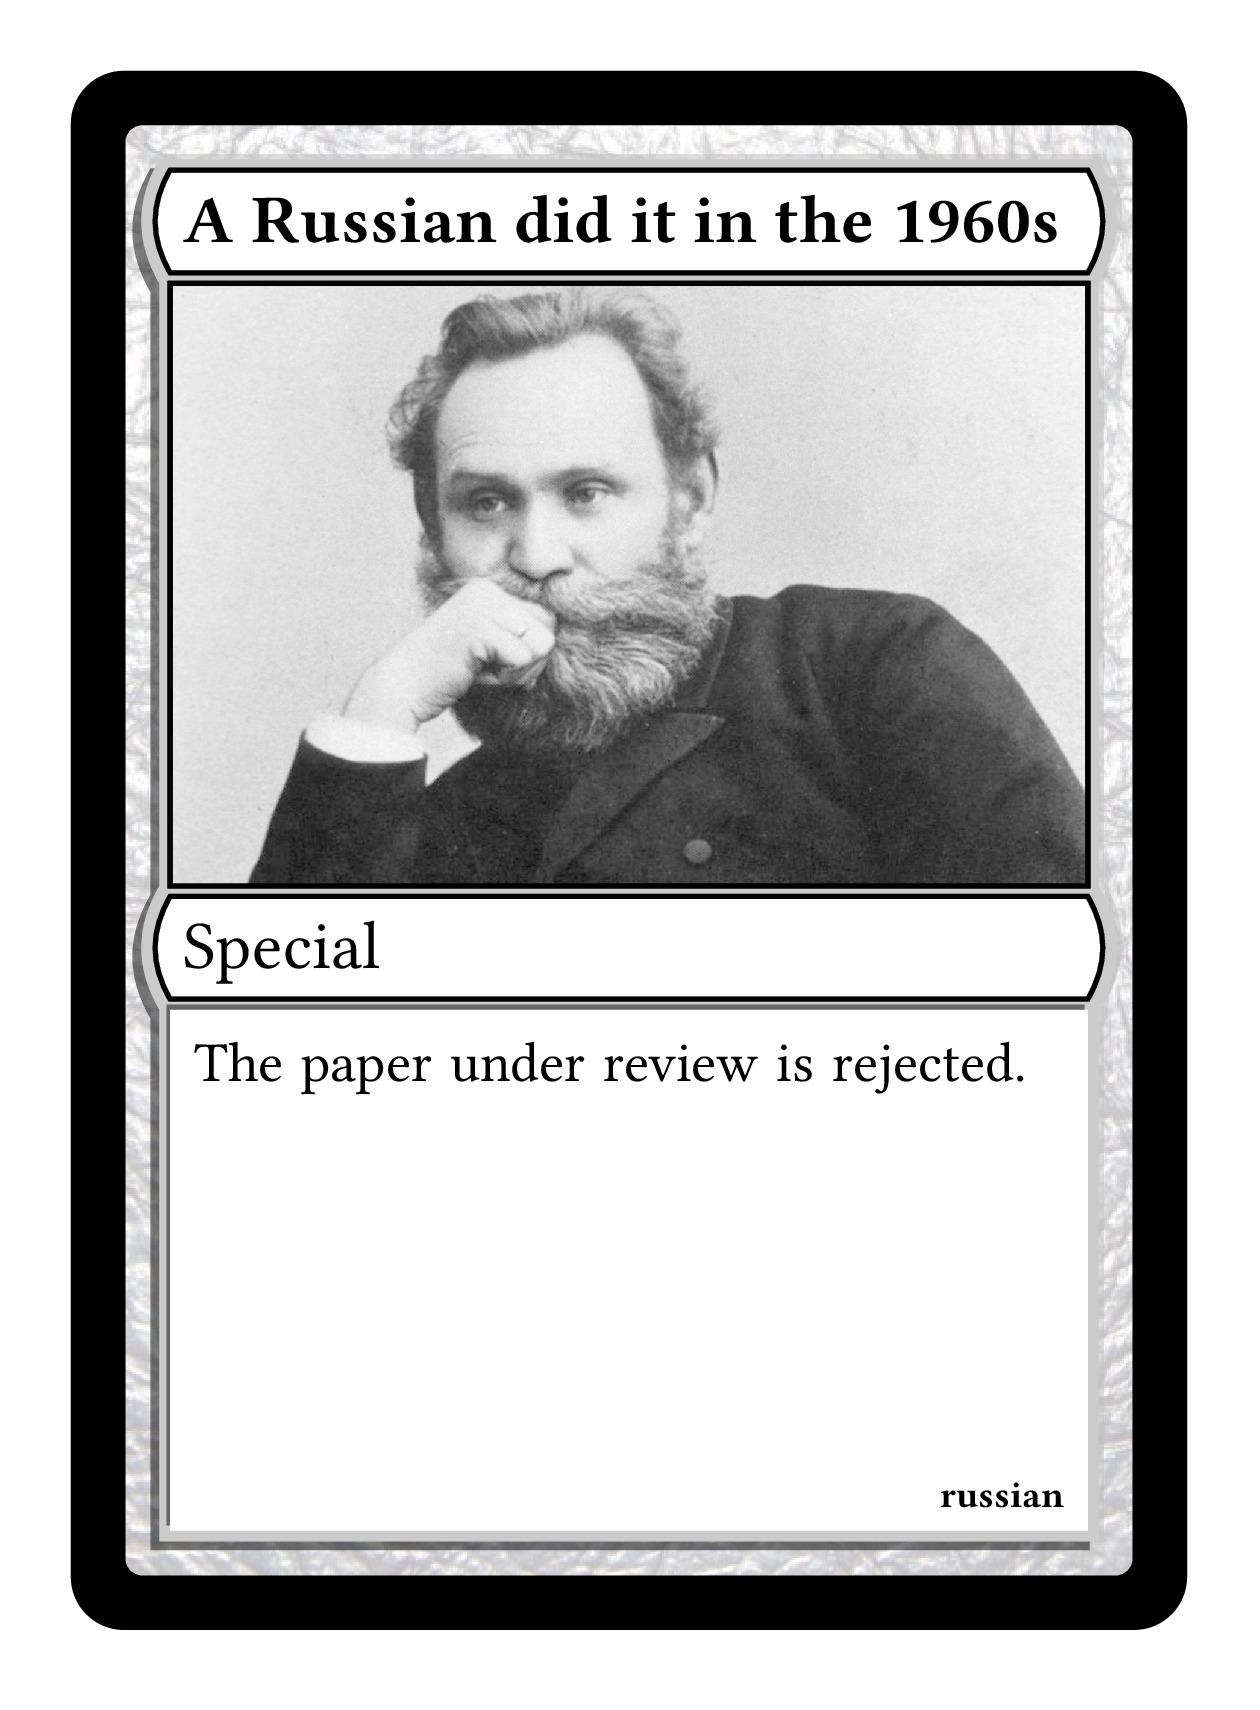 A Russian did it in the 1960s
Special
The paper under review is rejected.
russian